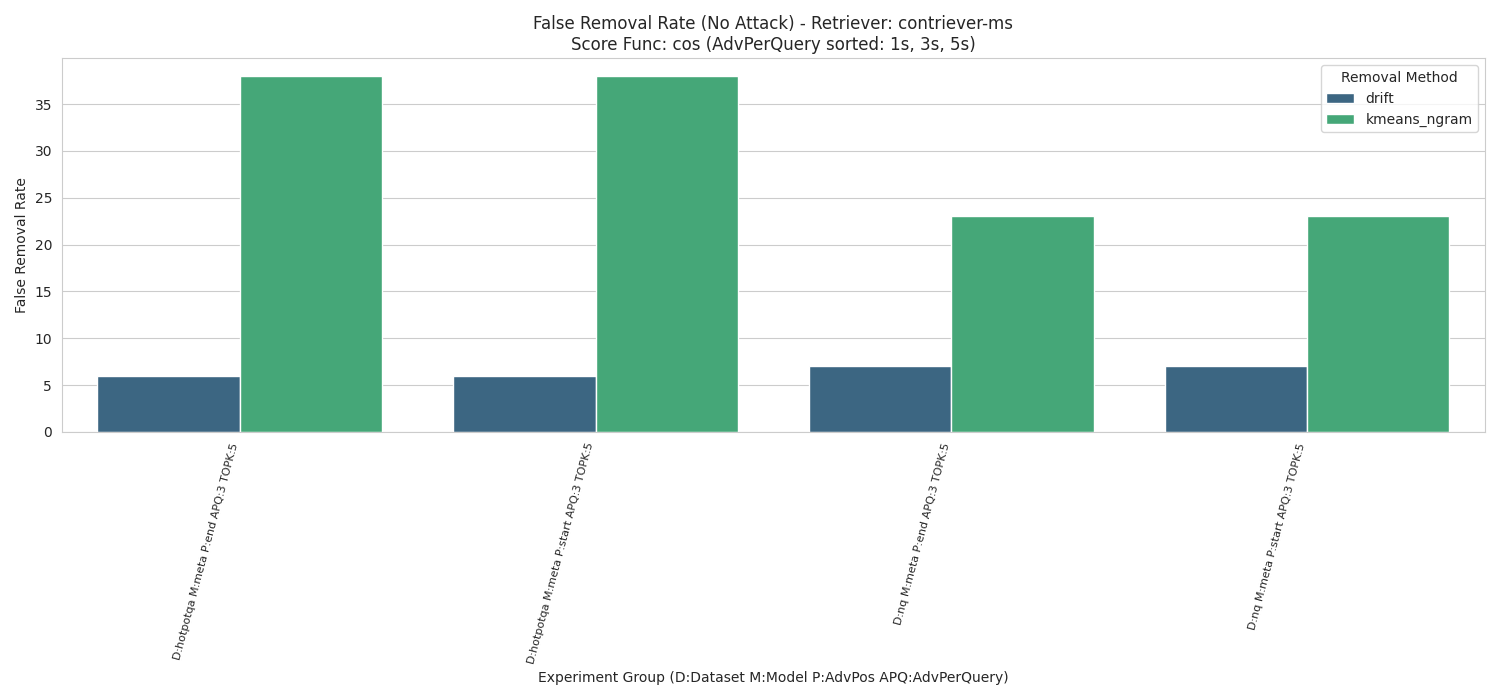 False Removal Rate (No Attack) - Retriever: contriever-ms
Score Func: cos (AdvPerQuery sorted: 1s, 3s, 5s)
Removal Method
drift
kmeans_ngram
False Removal Rate
35
30
25
20
15
10
5
0
D:hotpotqa M:meta P:end APQ:3 TOPK:5
D:hotpotqa M:meta P:start APQ:3 TOPK:5
D:nq M:meta P:end APQ:3 TOPK:5
D:nq M:meta P:start APQ:3 TOPK:5
Experiment Group (D:Dataset M:Model P:AdvPos APQ:AdvPerQuery)